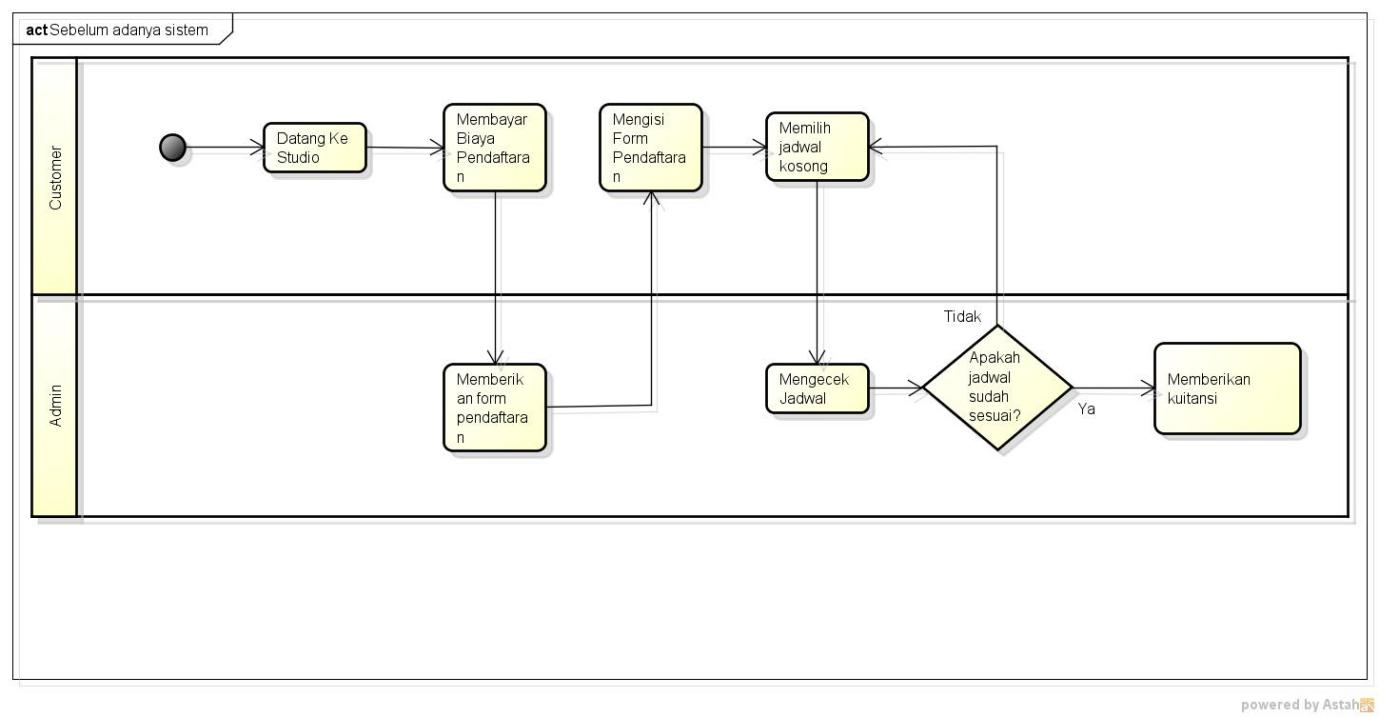 act Sebelum adanya sistem
Customer
Datang Ke
Studio
Membayar
Biaya
Pendaftara
n
Mengisi
Form
Pendaftara
n
Memilih
jadwal
kosong
Admin
Memberik
an form
pendaftara
n
Mengecek
Jadwal
Tidak
Apakah
jadwal
sudah
sesuai?
Ya
Memberikan
kuitansi
powered by Astah